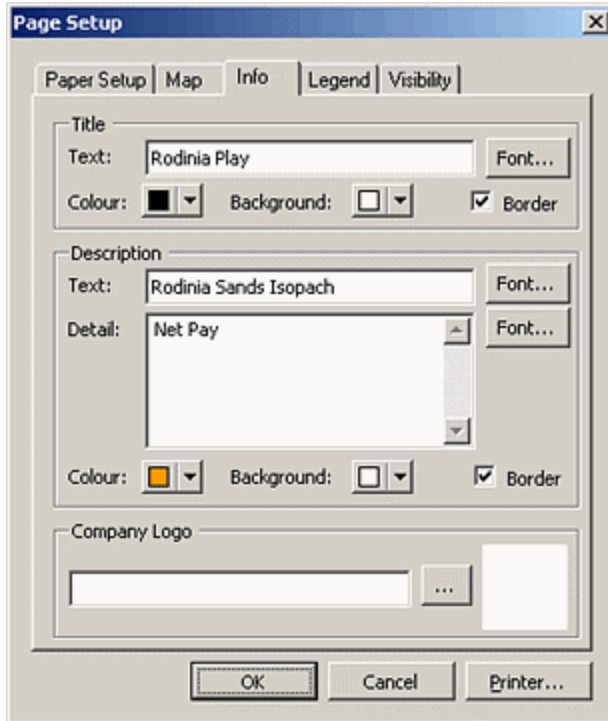 Page Setup
Paper Setup Map Info Legend Visibility
Title
Text: Rodinia Play Font...
Colour: Background: Border
Description
Text: Rodinia Sands Isopach Font...
Detail: Net Pay Font...
Colour: Background: Border
Company Logo
...
OK Cancel Printer...